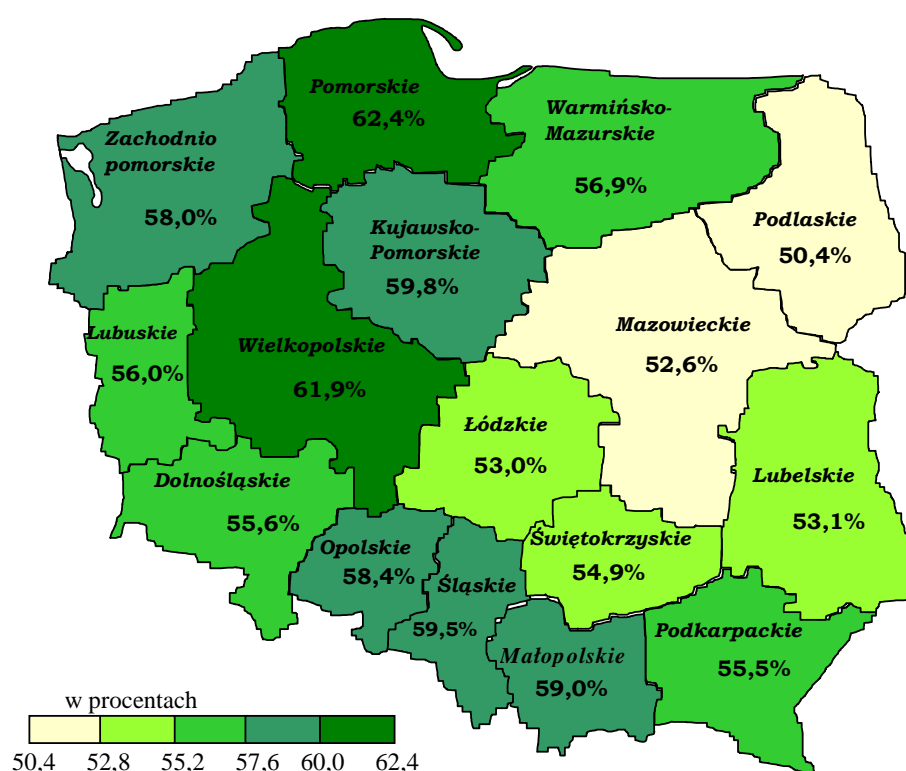 Pomorskie
62,4%
Warmińsko-
Mazurskie
56,9%
Zachodnio
pomorskie
58,0%
Podlaskie
50,4%
Kujawsko-
Pomorskie
59,8%
Mazowieckie
52,6%
Lubuskie
56,0%
Wielkopolskie
61,9%
Łódzkie
53,0%
Lubelskie
53,1%
Dolnośląskie
55,6%
Opolskie
58,4%
Śląskie
59,5%
Świętokrzyskie
54,9%
Małopolskie
59,0%
Podkarpackie
55,5%
w procentach
50,4 52,8 55,2 57,6 60,0 62,4